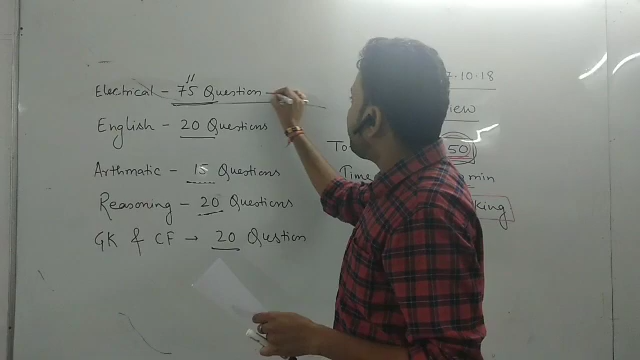 Electrical - 75 Question -
English - 20 Questions
Arthmatic - 15 Questions
Reasoning - 20 Questions
GK & CF → 20 Question
7.10.18
To 50
Time min
King